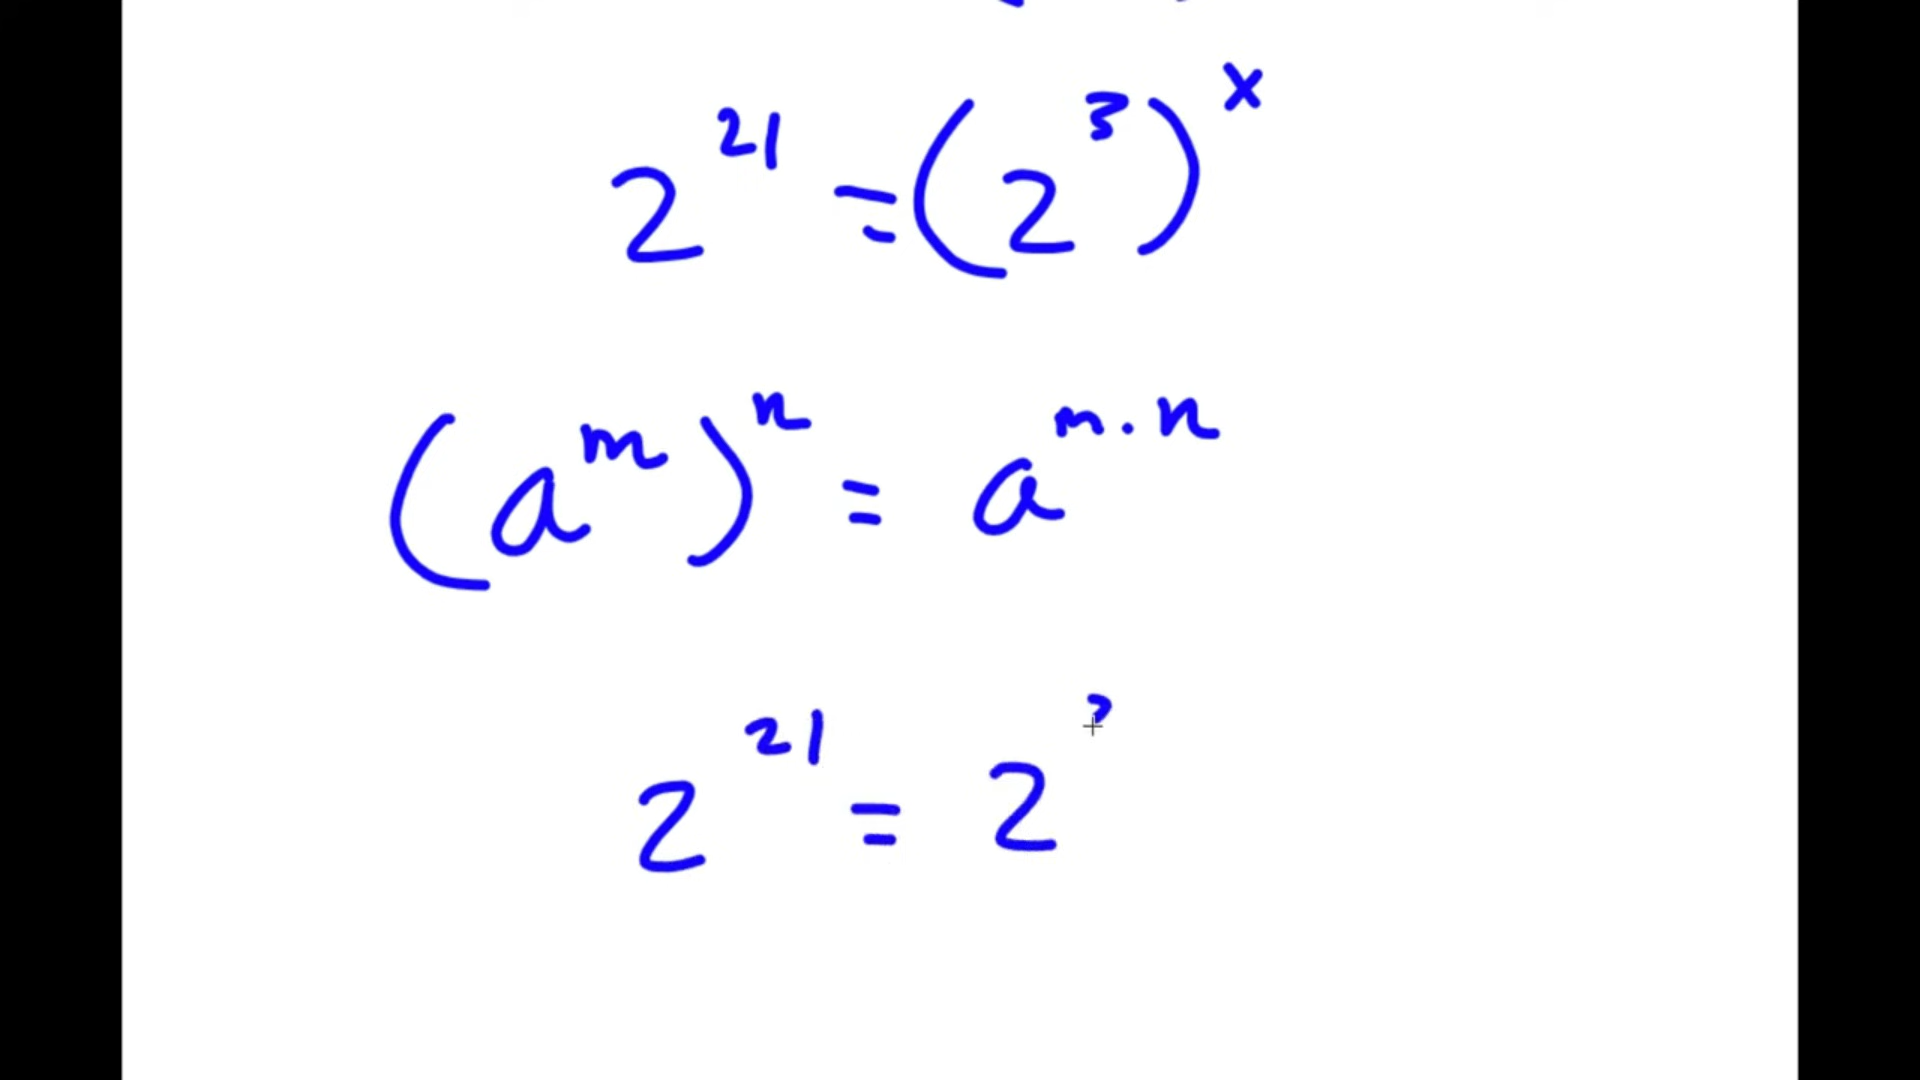 2^21 = (2^3)^x
(a^m)^n = a^m·n
2^21 = 2